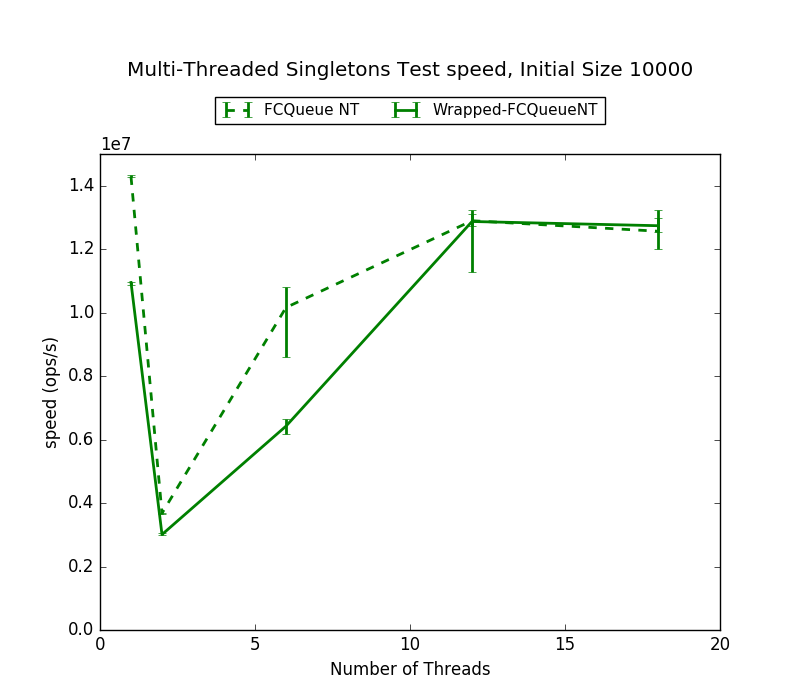 Multi-Threaded Singletons Test speed, Initial Size 10000
FCQueue NT
Wrapped-FCQueueNT
1e7
1.4
1.2
1.0
0.8
0.6
0.4
0.2
0.0
speed (ops/s)
0 5 10 15 20
Number of Threads